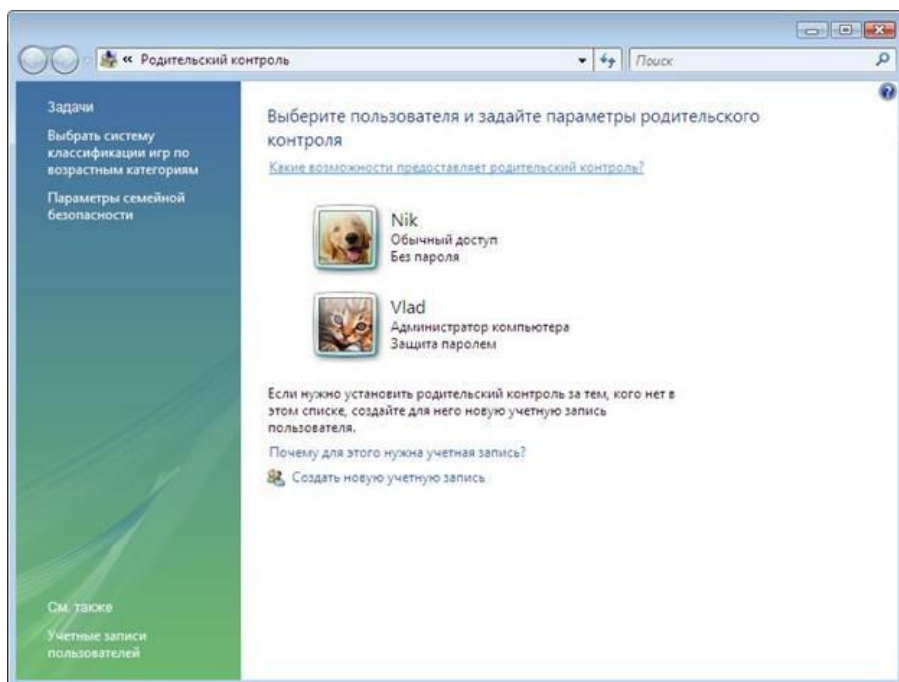 « Родительский контроль
Поиск
Задачи
Выбрать систему
классификации игр по
возрастным категориям
Параметры семейной
безопасности
См. также
Учетные записи
пользователей
Выберите пользователя и задайте параметры родительского
контроля
Какие возможности предоставляет родительский контроль?
Nik
Обычный доступ
Без пароля
Vlad
Администратор компьютера
Защита паролем
Если нужно установить родительский контроль за тем, кого нет в
этом списке, создайте для него новую учетную запись
пользователя.
Почему для этого нужна учетная запись?
Создать новую учетную запись